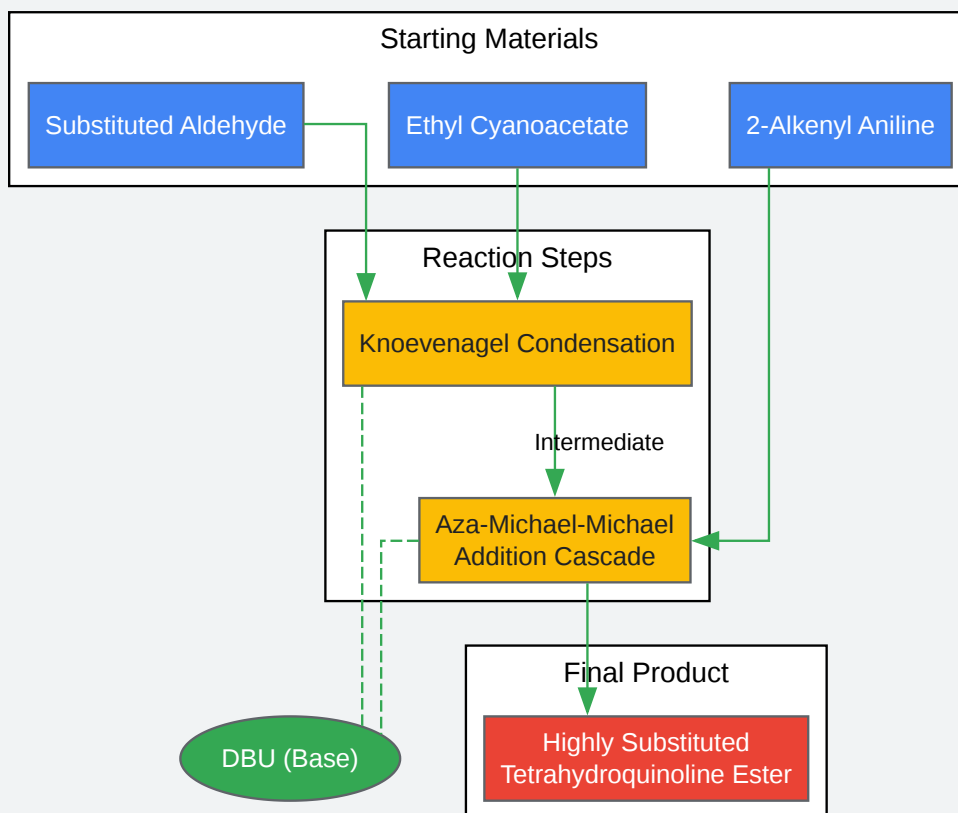 Starting Materials
Substituted Aldehyde
Ethyl Cyanoacetate
2-Alkenyl Aniline
Reaction Steps
Knoevenagel Condensation
Intermediate
Aza-Michael-Michael
Addition Cascade
Final Product
DBU (Base)
Highly Substituted
Tetrahydroquinoline Ester